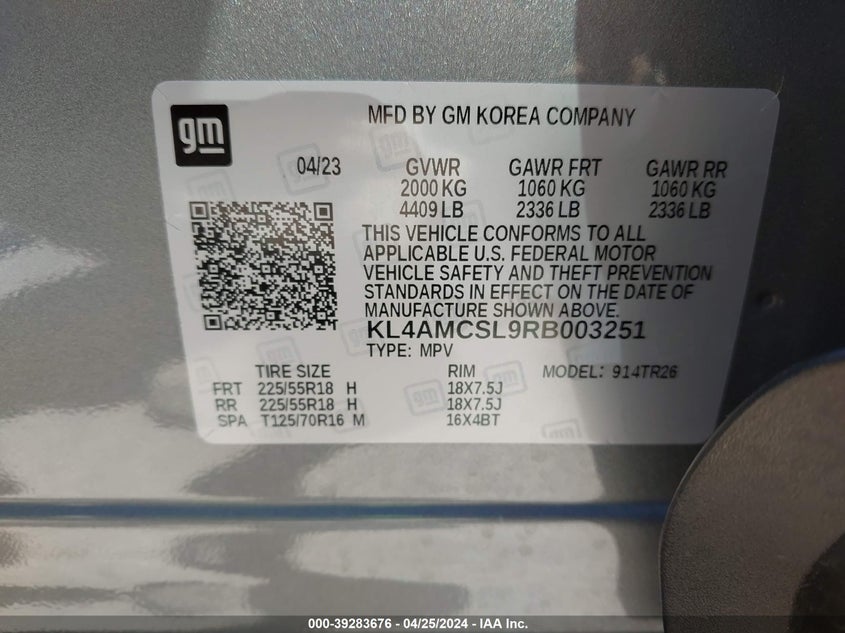 gm
MFD BY GM KOREA COMPANY
04/23 GVWR GAWR FRT GAWR RR
2000 KG 1060 KG 1060 KG
4409 LB 2336 LB 2336 LB
THIS VEHICLE CONFORMS TO ALL
APPLICABLE U.S. FEDERAL MOTOR
VEHICLE SAFETY AND THEFT PREVENTION
STANDARDS IN EFFECT ON THE DATE OF
MANUFACTURE SHOWN ABOVE.
KL4AMCSL9RB003251
TYPE: MPV
TIRE SIZE RIM MODEL: 914TR26
FRT 225/55R18 H 18X7.5J
RR 225/55R18 H 18X7.5J
SPA T125/70R16 M 16X4BT
000-39283676 - 04/25/2024 - IAA Inc.